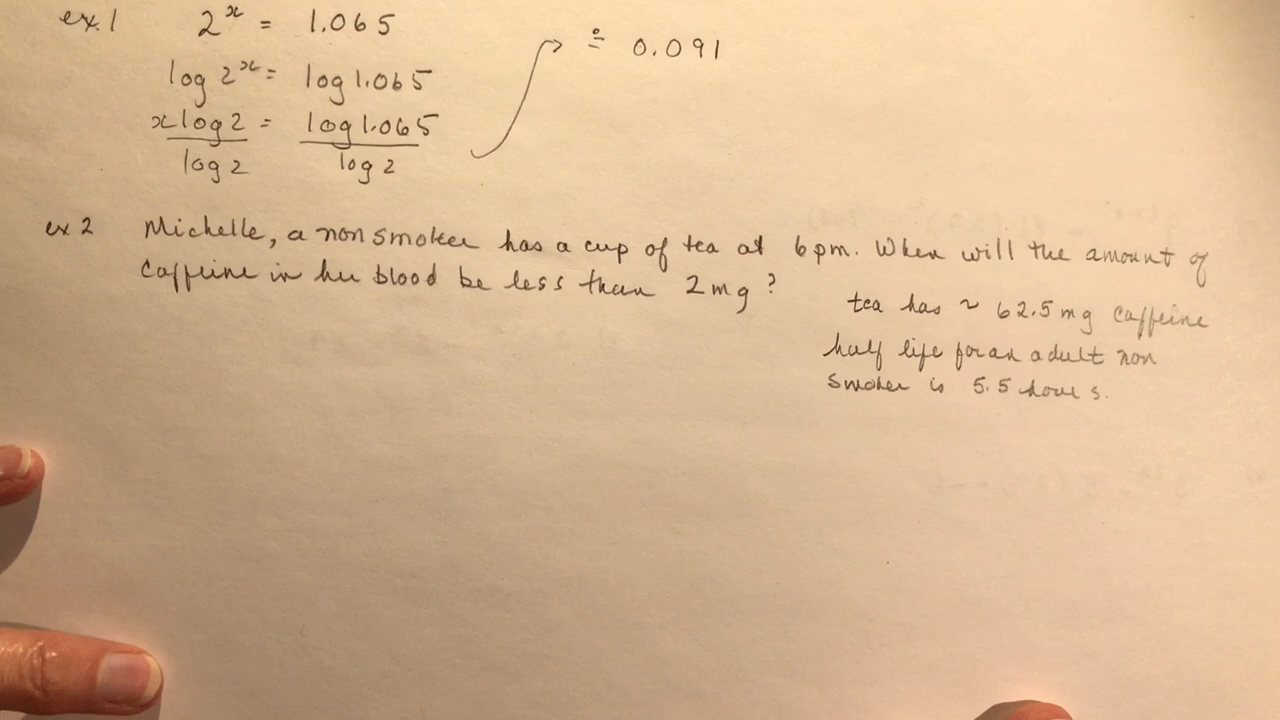 ex. 1 2^x = 1.065
≐ 0.091
log 2^x = log 1.065
x log 2 = log 1.065
log 2 log 2
ex 2 Michelle, a non smoker has a cup of tea at 6pm. When will the amount of
caffeine in her blood be less than 2mg?
tea has ~ 62.5mg caffeine
half life for an adult non
smoker is 5.5 hours.